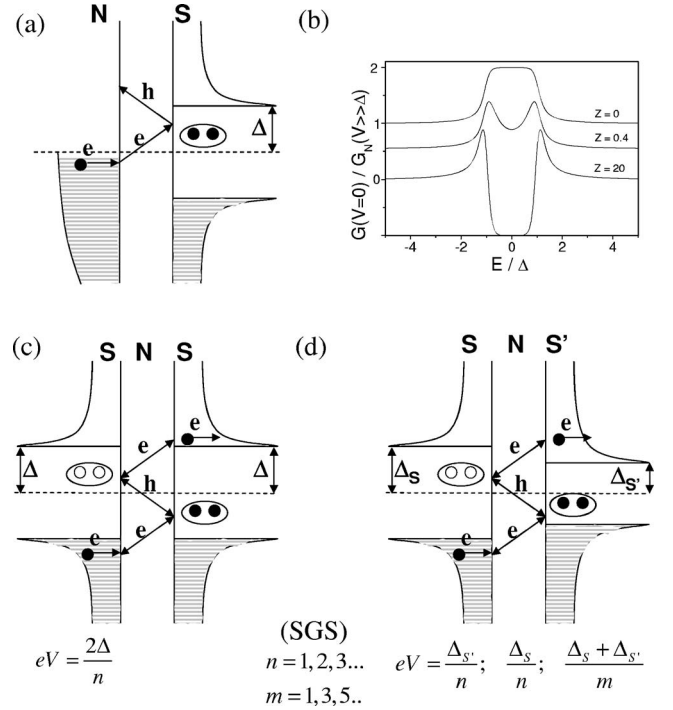 (a)
N S
h
e
e
Δ
(b)
G(V=0) / G_N(V>>Δ)
2
1
0
Z = 0
Z = 0.4
Z = 20
-4 -2 0 2 4
E / Δ
(c)
S N S
e
e
Δ
Δ
h
e
e
(d)
S N S'
e
e
Δ_S
Δ_S'
h
e
e
eV = 2Δ/n
(SGS)
n = 1, 2, 3...
m = 1, 3, 5..
eV = Δ_S'/n ; Δ_S/n ; (Δ_S + Δ_S')/m